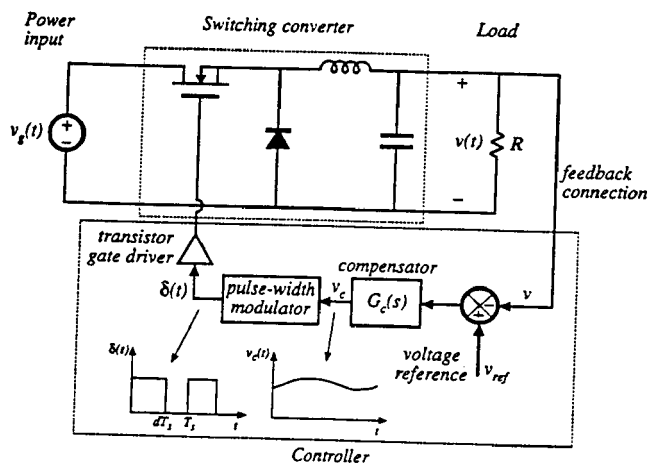 Power
input
Switching converter
Load
v_g(t)
+
−
+
v(t)
−
R
feedback
connection
transistor
gate driver
δ(t)
pulse-width
modulator
v_c
compensator
G_c(s)
−
+
v
voltage
reference
v_ref
δ(t)
dT_s
T_s
t
v_c(t)
t
Controller